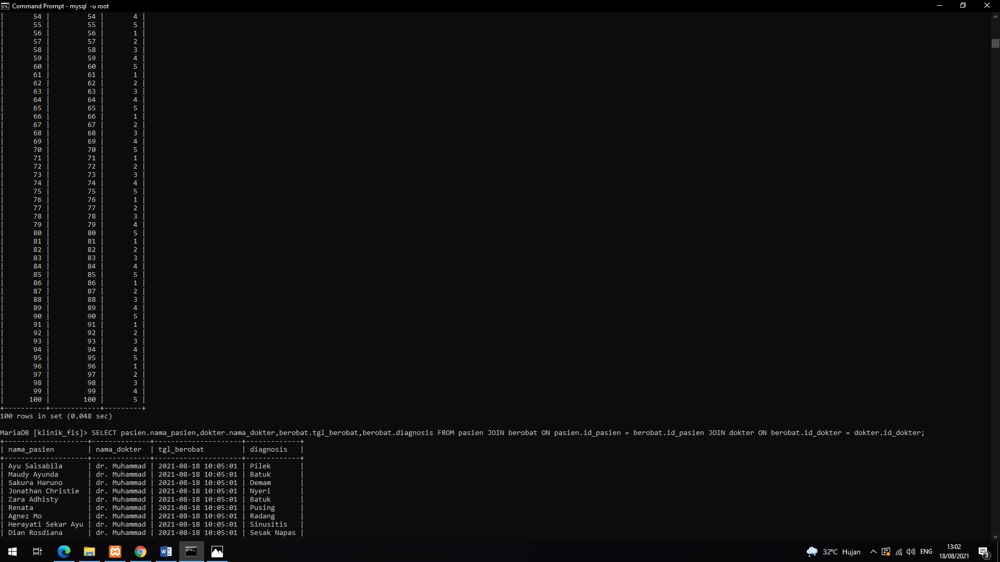 Command Prompt - mysql  -u root
|       54 |         54 |       4 |
|       55 |         55 |       5 |
|       56 |         56 |       1 |
|       57 |         57 |       2 |
|       58 |         58 |       3 |
|       59 |         59 |       4 |
|       60 |         60 |       5 |
|       61 |         61 |       1 |
|       62 |         62 |       2 |
|       63 |         63 |       3 |
|       64 |         64 |       4 |
|       65 |         65 |       5 |
|       66 |         66 |       1 |
|       67 |         67 |       2 |
|       68 |         68 |       3 |
|       69 |         69 |       4 |
|       70 |         70 |       5 |
|       71 |         71 |       1 |
|       72 |         72 |       2 |
|       73 |         73 |       3 |
|       74 |         74 |       4 |
|       75 |         75 |       5 |
|       76 |         76 |       1 |
|       77 |         77 |       2 |
|       78 |         78 |       3 |
|       79 |         79 |       4 |
|       80 |         80 |       5 |
|       81 |         81 |       1 |
|       82 |         82 |       2 |
|       83 |         83 |       3 |
|       84 |         84 |       4 |
|       85 |         85 |       5 |
|       86 |         86 |       1 |
|       87 |         87 |       2 |
|       88 |         88 |       3 |
|       89 |         89 |       4 |
|       90 |         90 |       5 |
|       91 |         91 |       1 |
|       92 |         92 |       2 |
|       93 |         93 |       3 |
|       94 |         94 |       4 |
|       95 |         95 |       5 |
|       96 |         96 |       1 |
|       97 |         97 |       2 |
|       98 |         98 |       3 |
|       99 |         99 |       4 |
|      100 |        100 |       5 |
+----------+------------+---------+
100 rows in set (0.048 sec)
MariaDB [klinik_fis]> SELECT pasien.nama_pasien,dokter.nama_dokter,berobat.tgl_berobat,berobat.diagnosis FROM pasien JOIN berobat ON pasien.id_pasien = berobat.id_pasien JOIN dokter ON berobat.id_dokter = dokter.id_dokter;
+--------------------+--------------+---------------------+-------------+
| nama_pasien        | nama_dokter  | tgl_berobat         | diagnosis   |
+--------------------+--------------+---------------------+-------------+
| Ayu Salsabila      | dr. Muhammad | 2021-08-18 10:05:01 | Pilek       |
| Maudy Ayunda       | dr. Muhammad | 2021-08-18 10:05:01 | Batuk       |
| Sakura Haruno      | dr. Muhammad | 2021-08-18 10:05:01 | Demam       |
| Jonathan Christie  | dr. Muhammad | 2021-08-18 10:05:01 | Nyeri       |
| Zara Adhisty       | dr. Muhammad | 2021-08-18 10:05:01 | Batuk       |
| Renata             | dr. Muhammad | 2021-08-18 10:05:01 | Pusing      |
| Agnez Mo           | dr. Muhammad | 2021-08-18 10:05:01 | Radang      |
| Herayati Sekar Ayu | dr. Muhammad | 2021-08-18 10:05:01 | Sinusitis   |
| Dian Rosdiana      | dr. Muhammad | 2021-08-18 10:05:01 | Sesak Napas |
32°C Hujan
ENG
13:02
18/08/2021
3